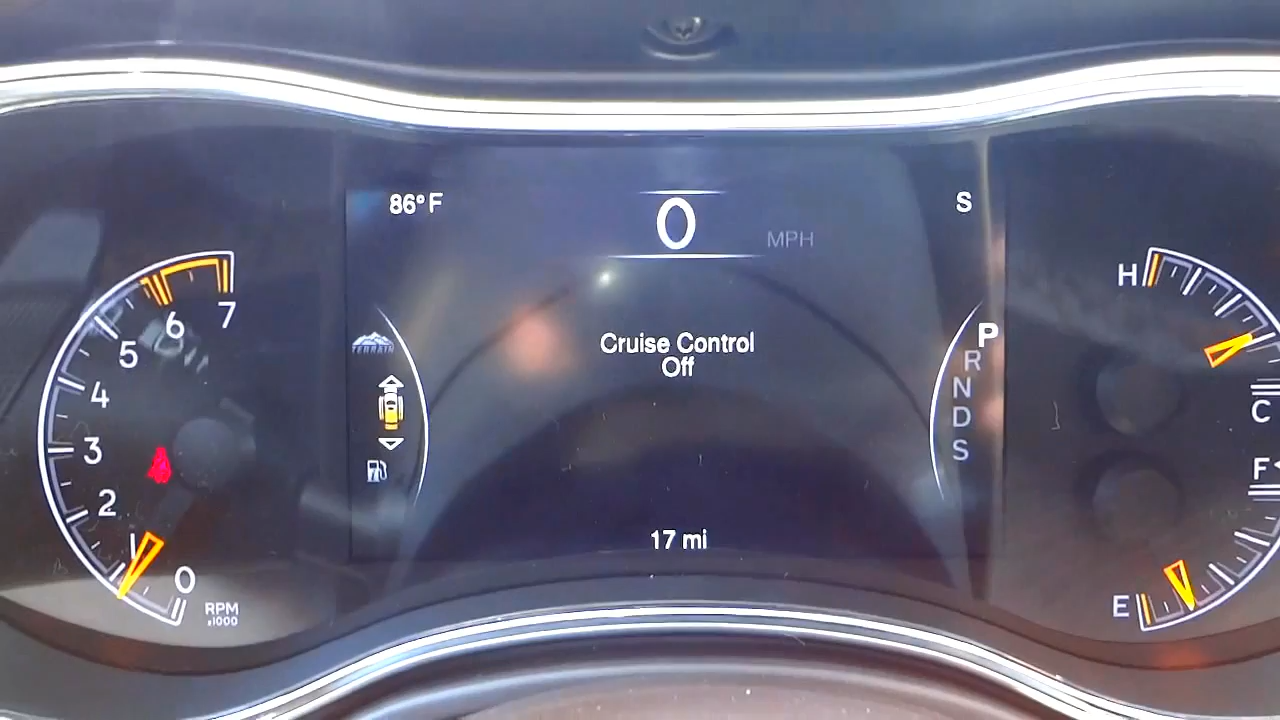 86°F
0
MPH
S
7
6
5
4
3
2
1
0
RPM
x1000
TERRAIN
Cruise Control
Off
17 mi
P
R
N
D
S
H
C
F
E